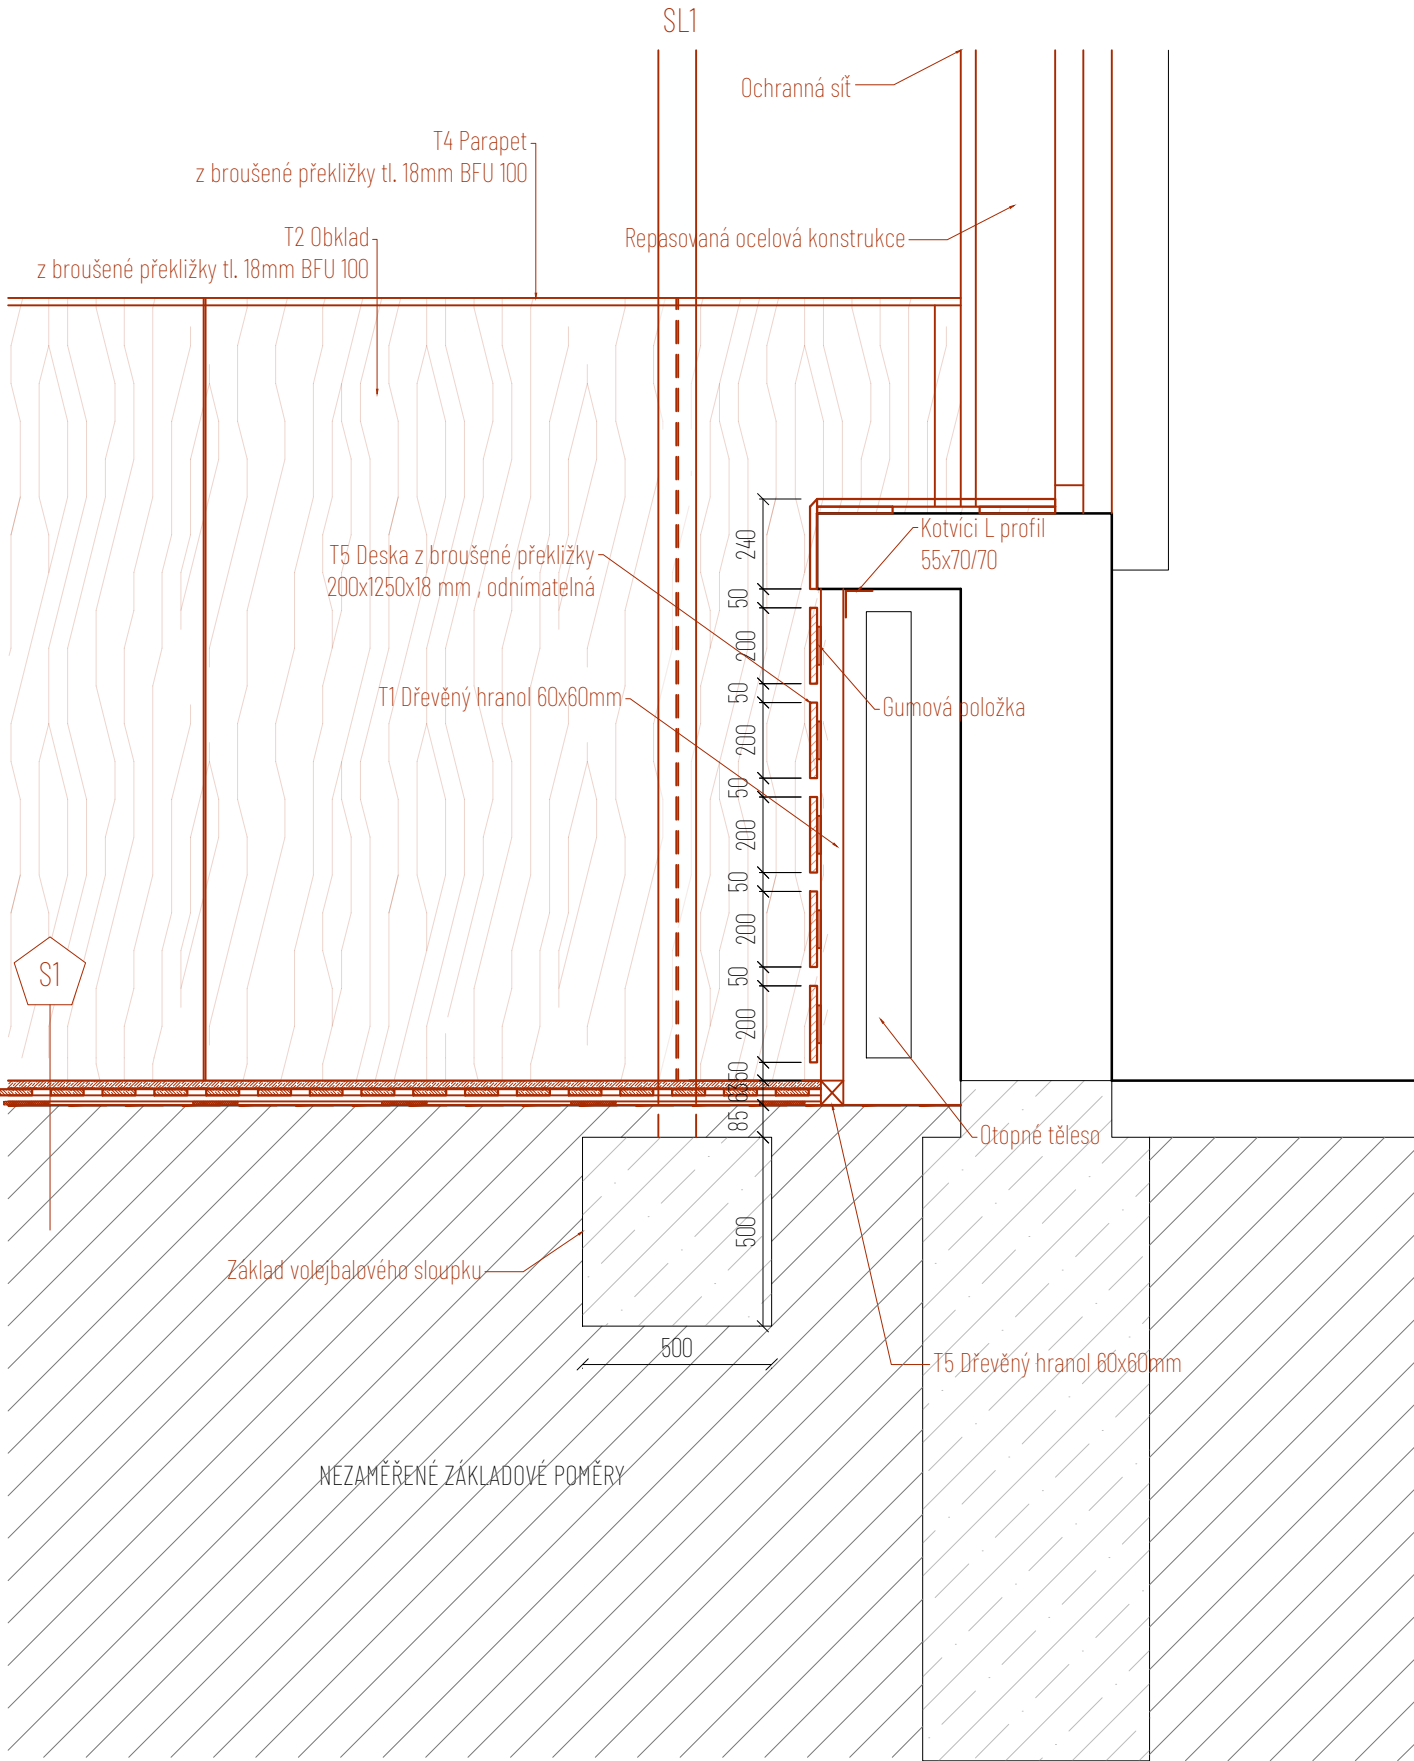 SL1
Ochranná síť
T4 Parapet
z broušené překližky tl. 18mm BFU 100
T2 Obklad
z broušené překližky tl. 18mm BFU 100
Repasovaná ocelová konstrukce
Kotvící L profil
55x70/70
T5 Deska z broušené překližky
200x1250x18 mm , odnímatelná
T1 Dřevěný hranol 60x60mm
Gumová položka
240
50
200
50
200
50
200
50
200
50
200
50
63
85
500
S1
Otopné těleso
Základ volejbalového sloupku
500
T5 Dřevěný hranol 60x60mm
NEZAMĚŘENÉ ZÁKLADOVÉ POMĚRY